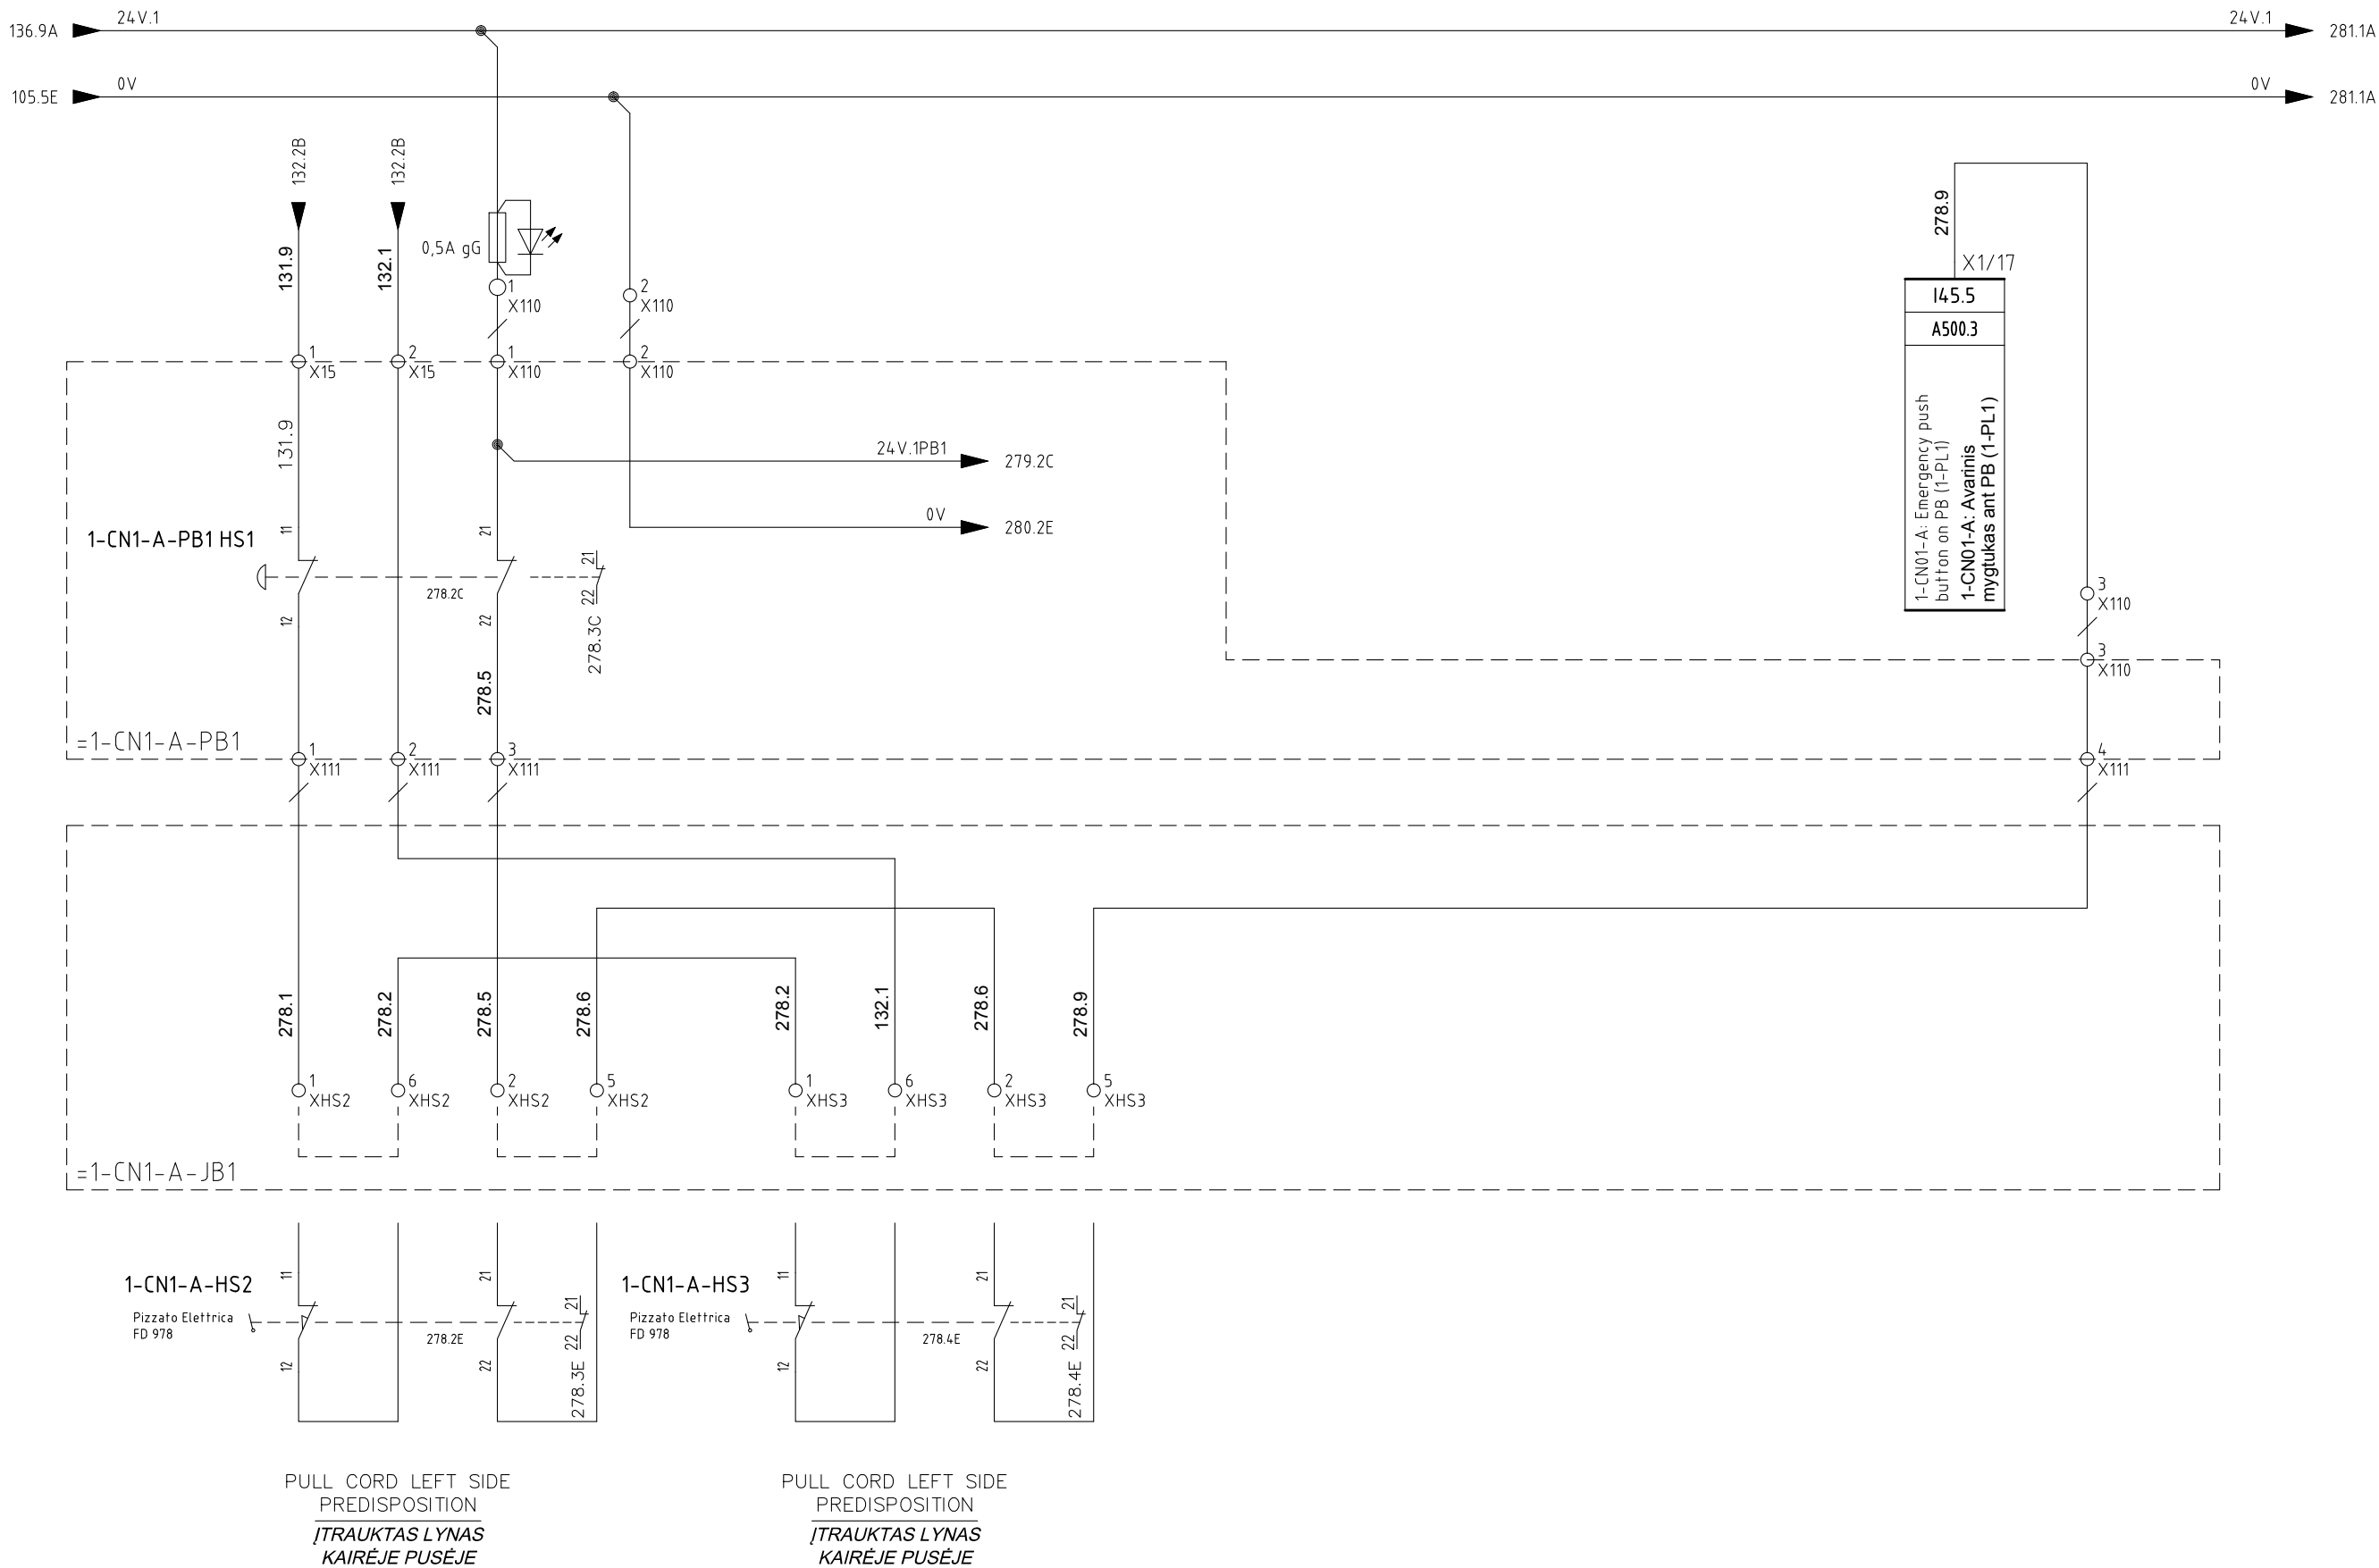 24V.1
24V.1
136.9A
281.1A
0V
0V
105.5E
281.1A
132.2B
132.2B
131.9
132.1
0,5A gG
1
X110
2
X110
278.9
X1/17
I45.5
A500.3
1-CN01-A: Emergency push
button on PB (1-PL1)
1-CN01-A: Avarinis
mygtukas ant PB (1-PL1)
1
X15
2
X15
1
X110
2
X110
131.9
24V.1PB1
279.2C
0V
280.2E
1-CN1-A-PB1 HS1
11
12
278.2C
21
22
21
22
278.3C
278.5
3
X110
3
X110
=1-CN1-A-PB1
1
X111
2
X111
3
X111
4
X111
278.1
278.2
278.5
278.6
278.2
132.1
278.6
278.9
1
XHS2
6
XHS2
2
XHS2
5
XHS2
1
XHS3
6
XHS3
2
XHS3
5
XHS3
=1-CN1-A-JB1
1-CN1-A-HS2
Pizzato Elettrica
FD 978
11
12
278.2E
21
22
21
22
278.3E
1-CN1-A-HS3
Pizzato Elettrica
FD 978
11
12
278.4E
21
22
21
22
278.4E
PULL CORD LEFT SIDE
PREDISPOSITION
ĮTRAUKTAS LYNAS
KAIRĖJE PUSĖJE
PULL CORD LEFT SIDE
PREDISPOSITION
ĮTRAUKTAS LYNAS
KAIRĖJE PUSĖJE